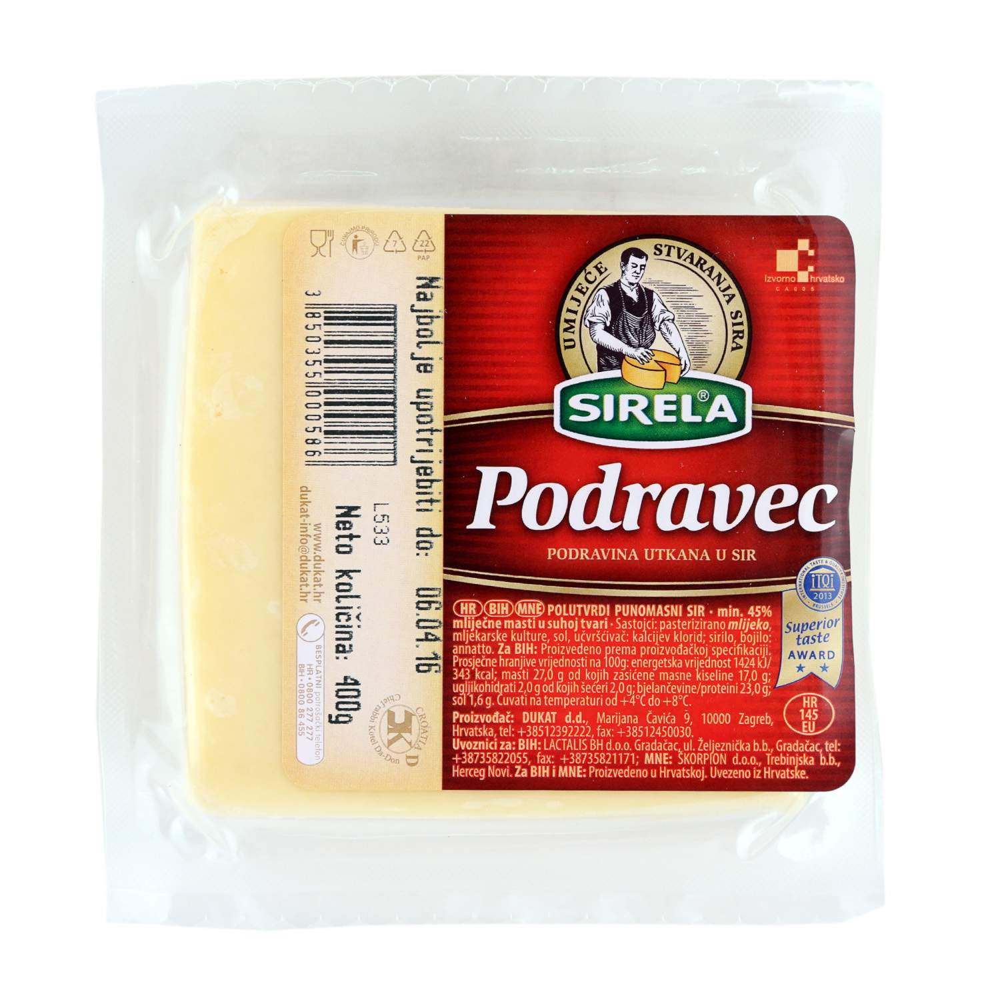 ČUVAJMO PRIRODU
7
22
PAP
3 850355 000586
www.dukat.hr
dukat-info@dukat.hr
BESPLATNI potrošački telefon
HR • 0800 277 277
BIH • 0800 86 455
L533
Neto količina: 400g
Najbolje upotrijebiti do: 06.04.16
CROATIA D
K
Chief rabbi Kotel Da-Don
UMIJEĆE STVARANJA SIRA
SIRELA®
Izvorno hrvatsko
Podravec
PODRAVINA UTKANA U SIR
INTERNATIONAL TASTE & QUALITY INSTITUTE
iTQi
2013
• BRUSSELS •
Superior
taste
AWARD
HR BIH MNE POLUTVRDI PUNOMASNI SIR • min. 45%
mliječne masti u suhoj tvari • Sastojci: pasterizirano mlijeko,
mljekarske kulture, sol, učvršćivač: kalcijev klorid; sirilo, bojilo:
annatto. Za BIH: Proizvedeno prema proizvođačkoj specifikaciji.
Prosječne hranjive vrijednosti na 100g: energetska vrijednost 1424 kJ/
343 kcal; masti 27,0 g od kojih zasićene masne kiseline 17,0 g;
ugljikohidrati 2,0 g od kojih šećeri 2,0 g; bjelančevine/proteini 23,0 g;
sol 1,6 g. Čuvati na temperaturi od +4°C do +8°C.
Proizvođač: DUKAT d.d., Marijana Čavića 9, 10000 Zagreb,
Hrvatska, tel: +38512392222, fax: +38512450030.
Uvoznici za: BIH: LACTALIS BH d.o.o. Gradačac, ul. Željeznička b.b., Gradačac, tel:
+38735822055, fax: +38735821171; MNE: ŠKORPION d.o.o., Trebinjska b.b.,
Herceg Novi. Za BIH i MNE: Proizvedeno u Hrvatskoj. Uvezeno iz Hrvatske.
HR
145
EU